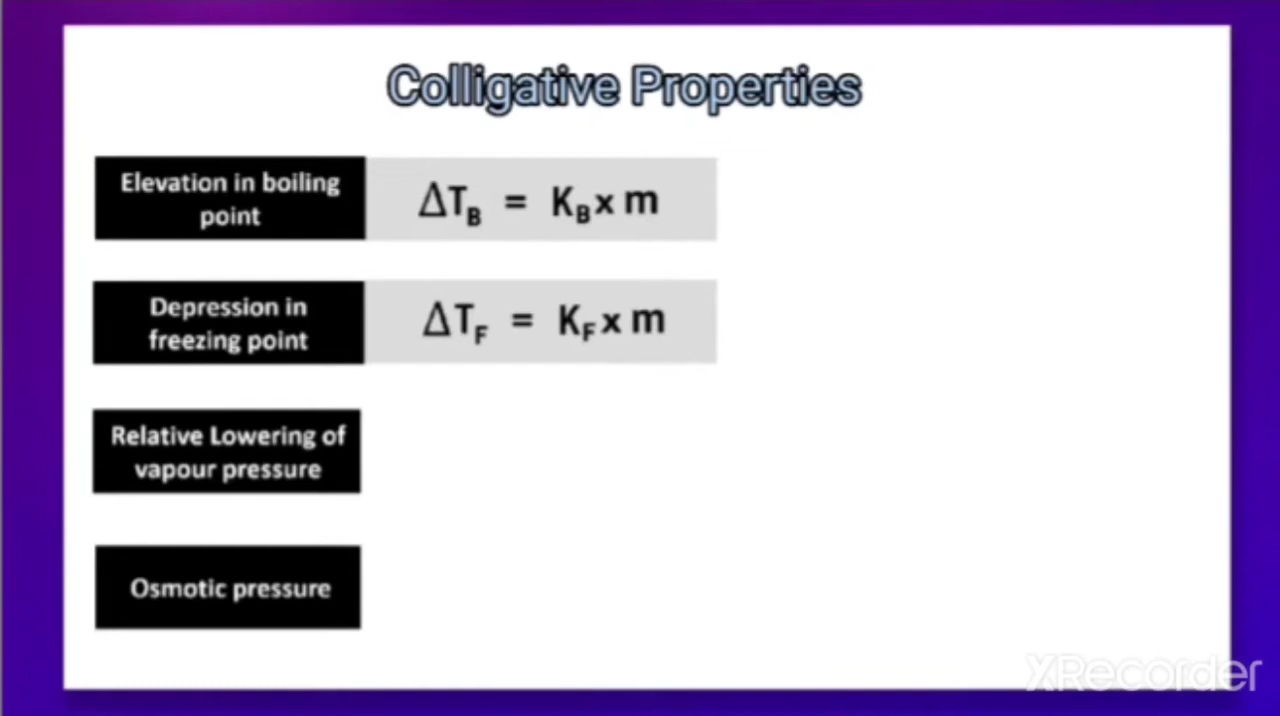 Colligative Properties
Elevation in boiling
point
ΔT_B = K_B x m
Depression in
freezing point
ΔT_F = K_F x m
Relative Lowering of
vapour pressure
Osmotic pressure
XRecorder